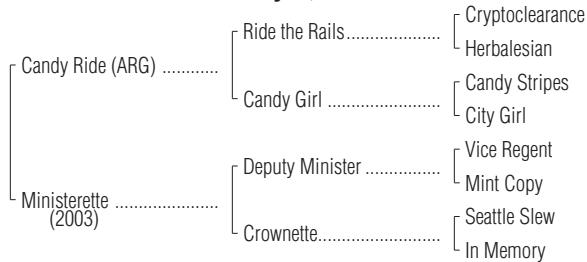 Cryptoclearance
Ride the Rails
Herbalesian
Candy Ride (ARG)
Candy Stripes
Candy Girl
City Girl
Vice Regent
Deputy Minister
Mint Copy
Ministerette
(2003)
Seattle Slew
Crownette
In Memory